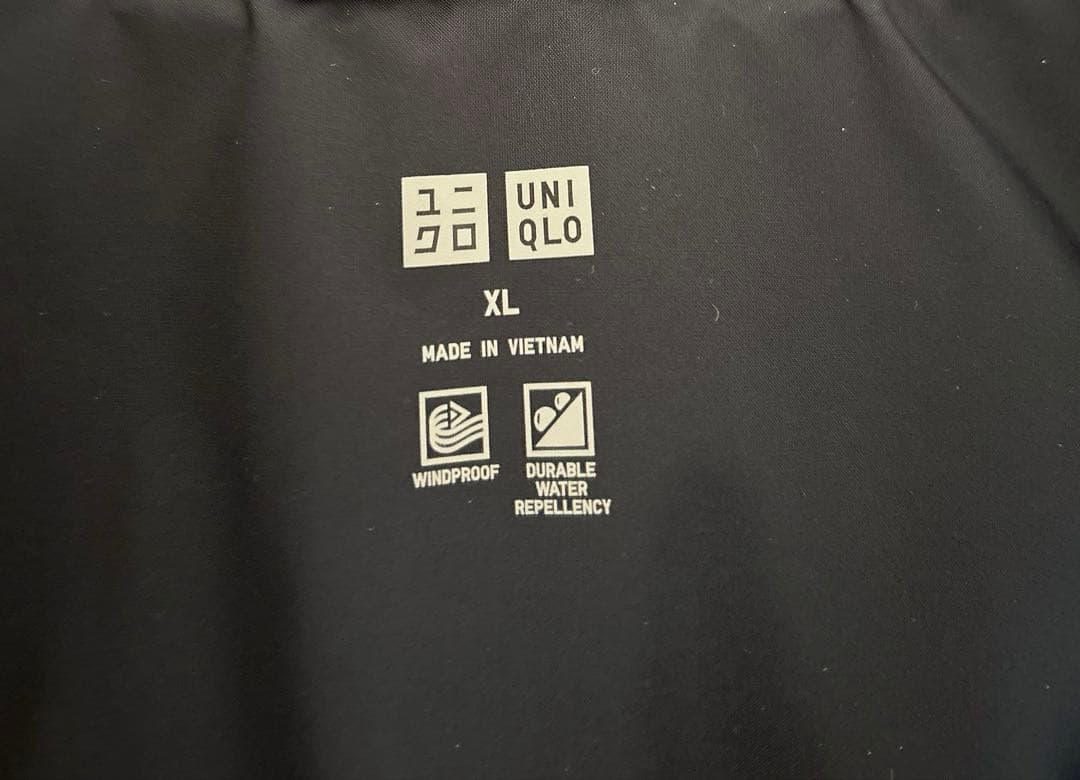 ユニ
クロ
UNI
QLO
XL
MADE IN VIETNAM
WINDPROOF
DURABLE
WATER
REPELLENCY